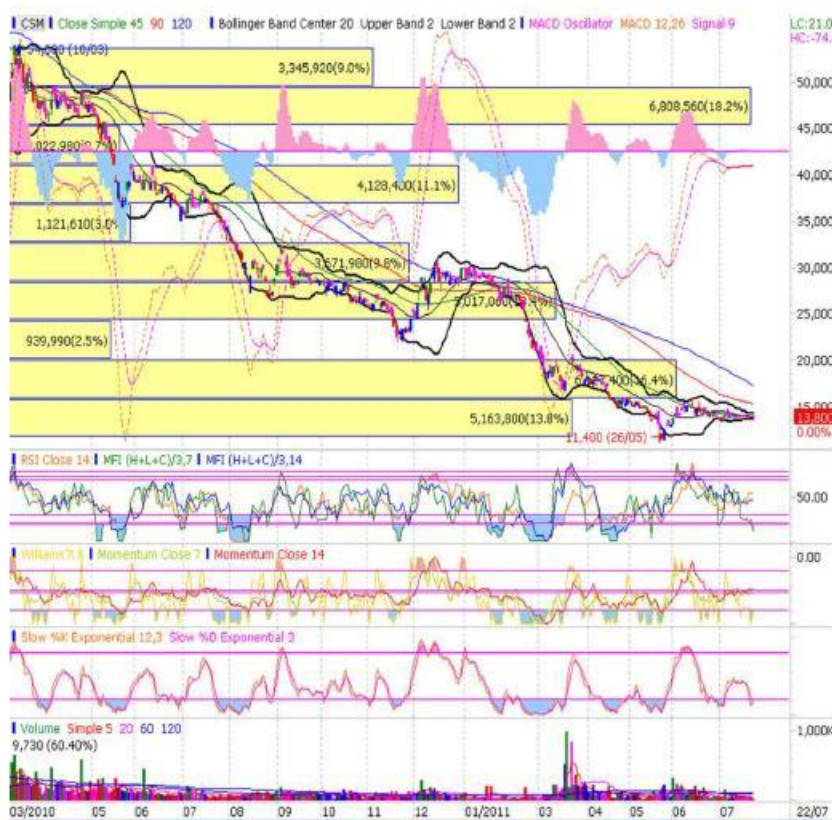 CSM Close Simple 45 90 120 Bollinger Band Center 20 Upper Band 2 Lower Band 2 MACD Oscillator MACD 12,26 Signal 9 LC:21.0
HC:-74.
(10/03)
3,345,920(9.0%)
50,000
6,808,560(18.2%)
45,000
40,000
4,128,400(11.1%)
35,000
1,121,610(3.0%)
3,671,980(9.8%)
30,000
25,000
939,990(2.5%)
20,000
15,000
5,163,800(13.8%)
13,800
0.00%
11,400 (26/05)
RSI Close 14 MFI (H+L+C)/3,7 MFI (H+L+C)/3,14
50.00
Momentum Close 7 Momentum Close 14
0.00
Slow %K Exponential 12,3 Slow %D Exponential 3
Volume Simple 5 20 60 120
1,000K
9,730 (60.40%)
03/2010 05 06 07 08 09 10 11 12 01/2011 03 04 05 06 07 22/07